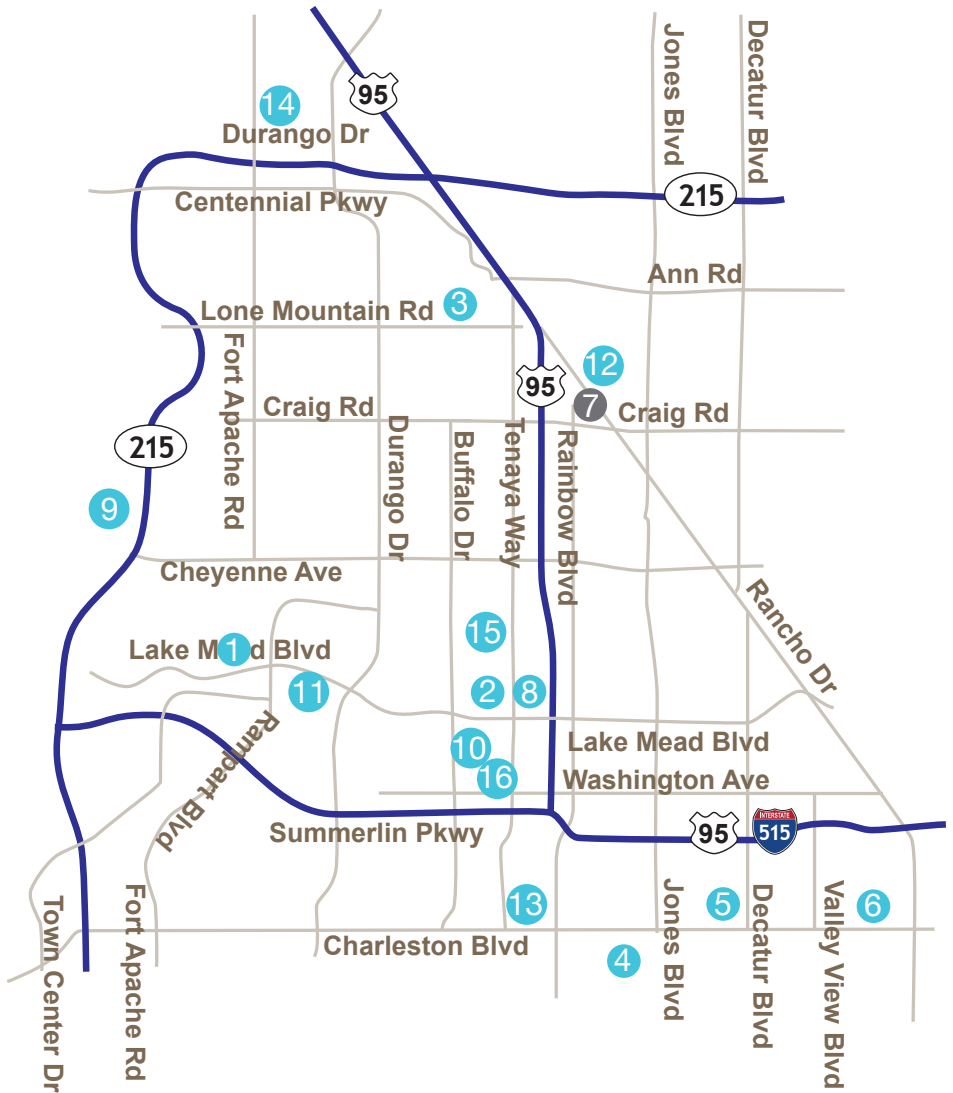 95
Jones Blvd
Decatur Blvd
14
Durango Dr
215
Centennial Pkwy
Ann Rd
3
Lone Mountain Rd
12
95
7
Fort Apache Rd
Craig Rd
Craig Rd
Durango Dr
Buffalo Dr
Tenaya Way
Rainbow Blvd
215
9
Cheyenne Ave
Rancho Dr
15
Lake M
1
d Blvd
11
2
8
Rampart Blvd
10
Lake Mead Blvd
16
Washington Ave
Summerlin Pkwy
95
INTERSTATE
515
Town Center Dr
Fort Apache Rd
13
Charleston Blvd
4
Jones Blvd
5
Decatur Blvd
Valley View Blvd
6